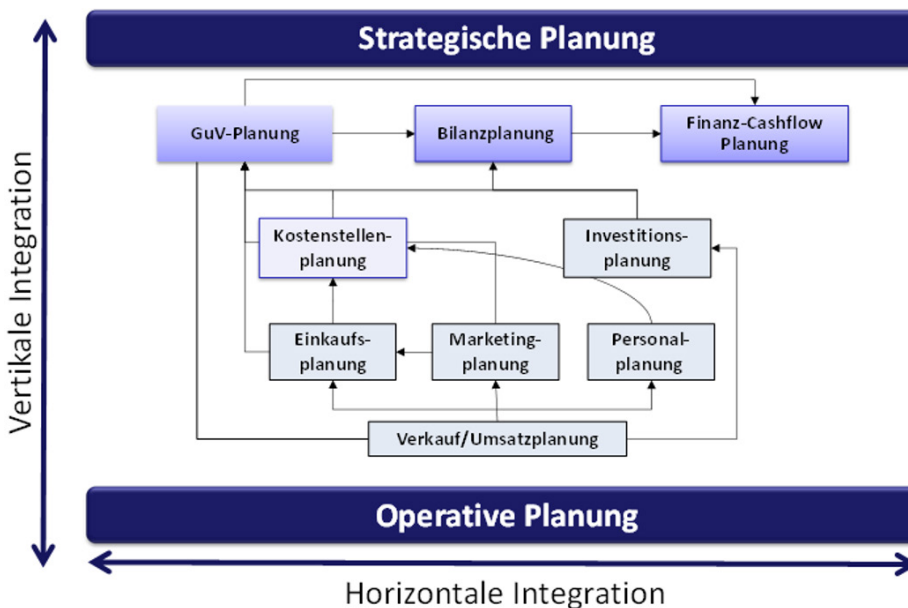 Strategische Planung
GuV-Planung
Bilanzplanung
Finanz-Cashflow
Planung
Vertikale Integration
Kostenstellen-
planung
Investitions-
planung
Einkaufs-
planung
Marketing-
planung
Personal-
planung
Verkauf/Umsatzplanung
Operative Planung
Horizontale Integration